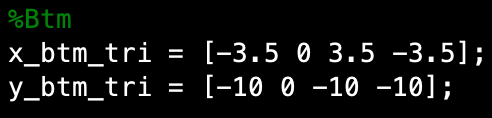 %Btm
x_btm_tri = [-3.5 0 3.5 -3.5];
y_btm_tri = [-10 0 -10 -10];